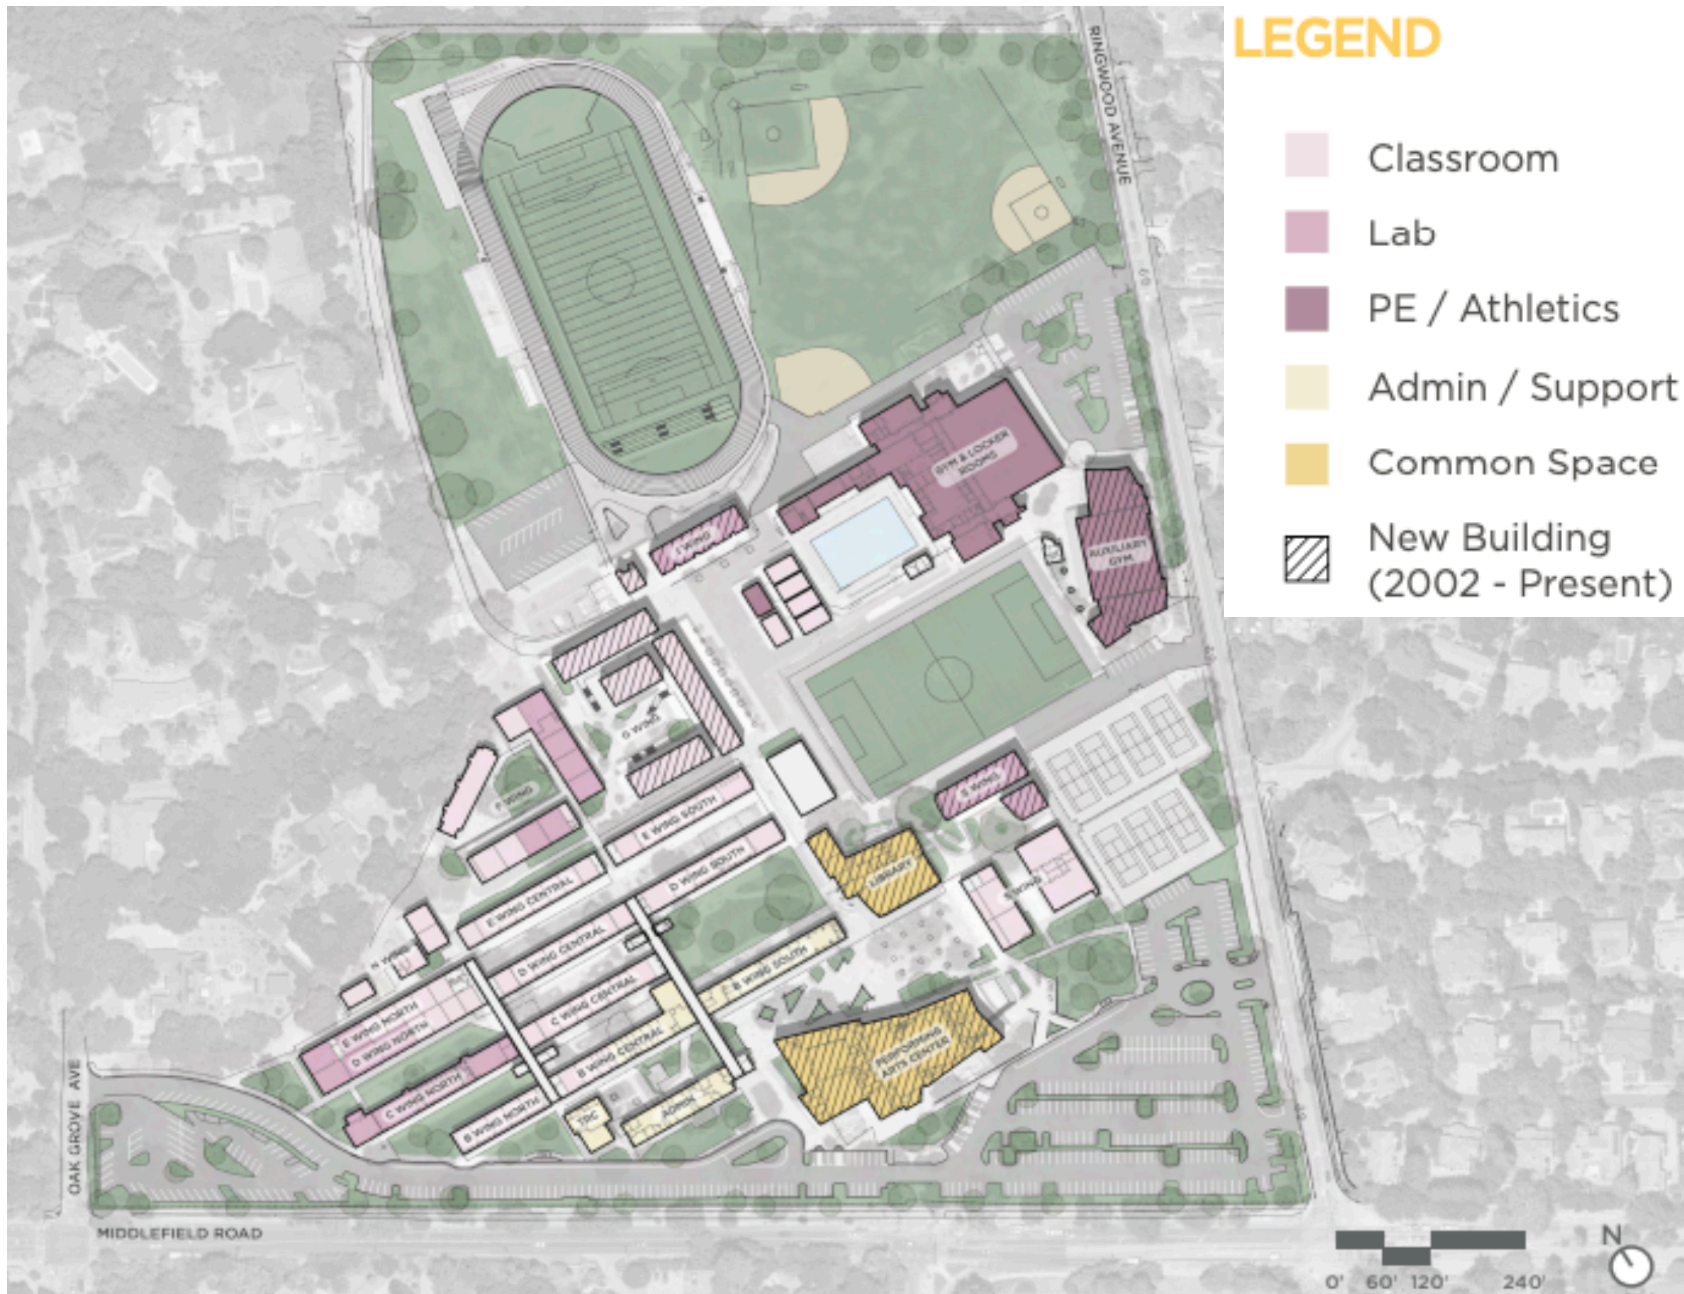 LEGEND
Classroom
Lab
PE / Athletics
Admin / Support
Common Space
New Building
(2002 - Present)
RINGWOOD AVENUE
GYM & LOCKER
ROOMS
AUXILIARY
GYM
J WING
G WING
F WING
S WING
E WING SOUTH
D WING SOUTH
LIBRARY
E WING CENTRAL
D WING CENTRAL
WING
N WING
C WING CENTRAL
B WING SOUTH
E WING NORTH
D WING NORTH
B WING CENTRAL
PERFORMING
ARTS CENTER
C WING NORTH
B WING NORTH
TRC
ADMIN
OAK GROVE AVE
MIDDLEFIELD ROAD
N
0' 60' 120' 240'